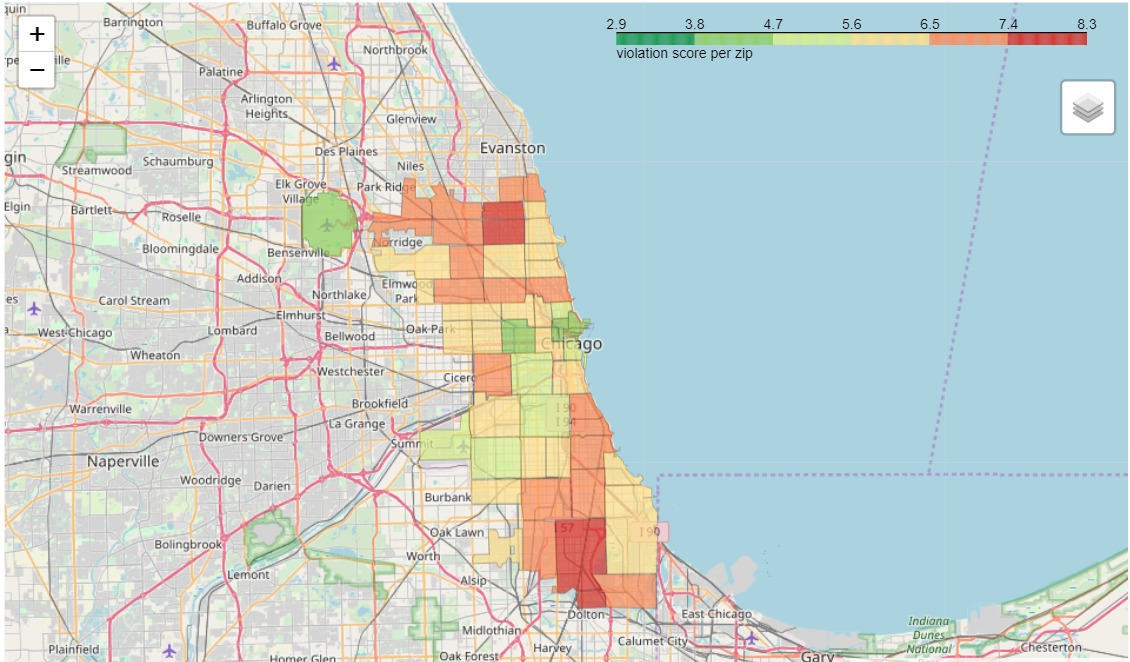 quin
Barrington
Buffalo Grove
2.9 3.8 4.7 5.6 6.5 7.4 8.3
violation score per zip
+
−
Northbrook
Palatine
Arlington
Heights
Glenview
Des Plaines
Evanston
gin
Schaumburg
Streamwood
Niles
Elk Grove
Village
Park Ridge
Elgin
Bartlett
Roselle
Norridge
Bloomingdale
Bensenville
Addison
Elmwood
Park
Northlake
es
Carol Stream
Elmhurst
West Chicago
Lombard
Oak Park
Bellwood
Chicago
Wheaton
Westchester
Cicero
Brookfield
Warrenville
La Grange
I 90
I 94
Downers Grove
Summit
Naperville
Woodridge
Darien
Burbank
57
I 90
Oak Lawn
Bolingbrook
Worth
Lemont
Alsip
Dolton
East Chicago
Midlothian
Calumet City
Indiana
Dunes
National
Plainfield
Harvey
Chesterton
Homer Glen
Oak Forest
Gary